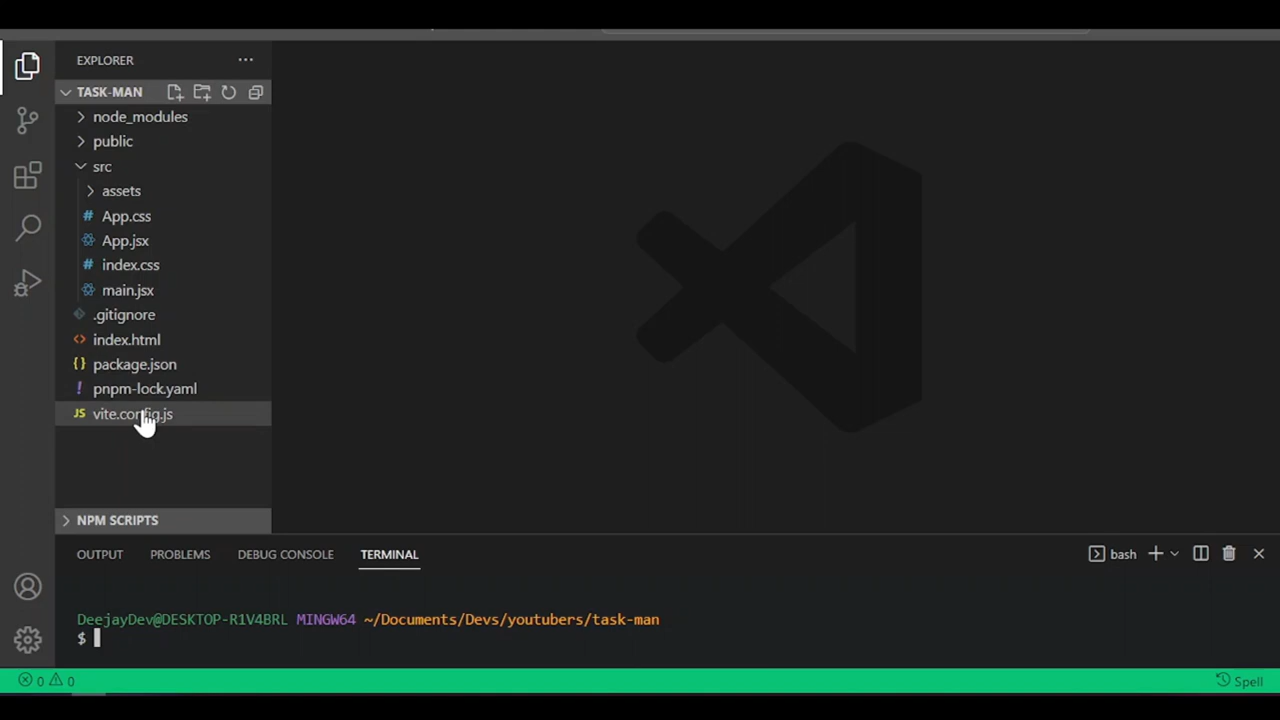 EXPLORER
TASK-MAN
node_modules
public
src
assets
# App.css
App.jsx
# index.css
main.jsx
.gitignore
<> index.html
{} package.json
! pnpm-lock.yaml
JS vite.config.js
NPM SCRIPTS
OUTPUT PROBLEMS DEBUG CONSOLE TERMINAL bash
DeejayDev@DESKTOP-R1V4BRL MINGW64 ~/Documents/Devs/youtubers/task-man
$
0 0 Spell